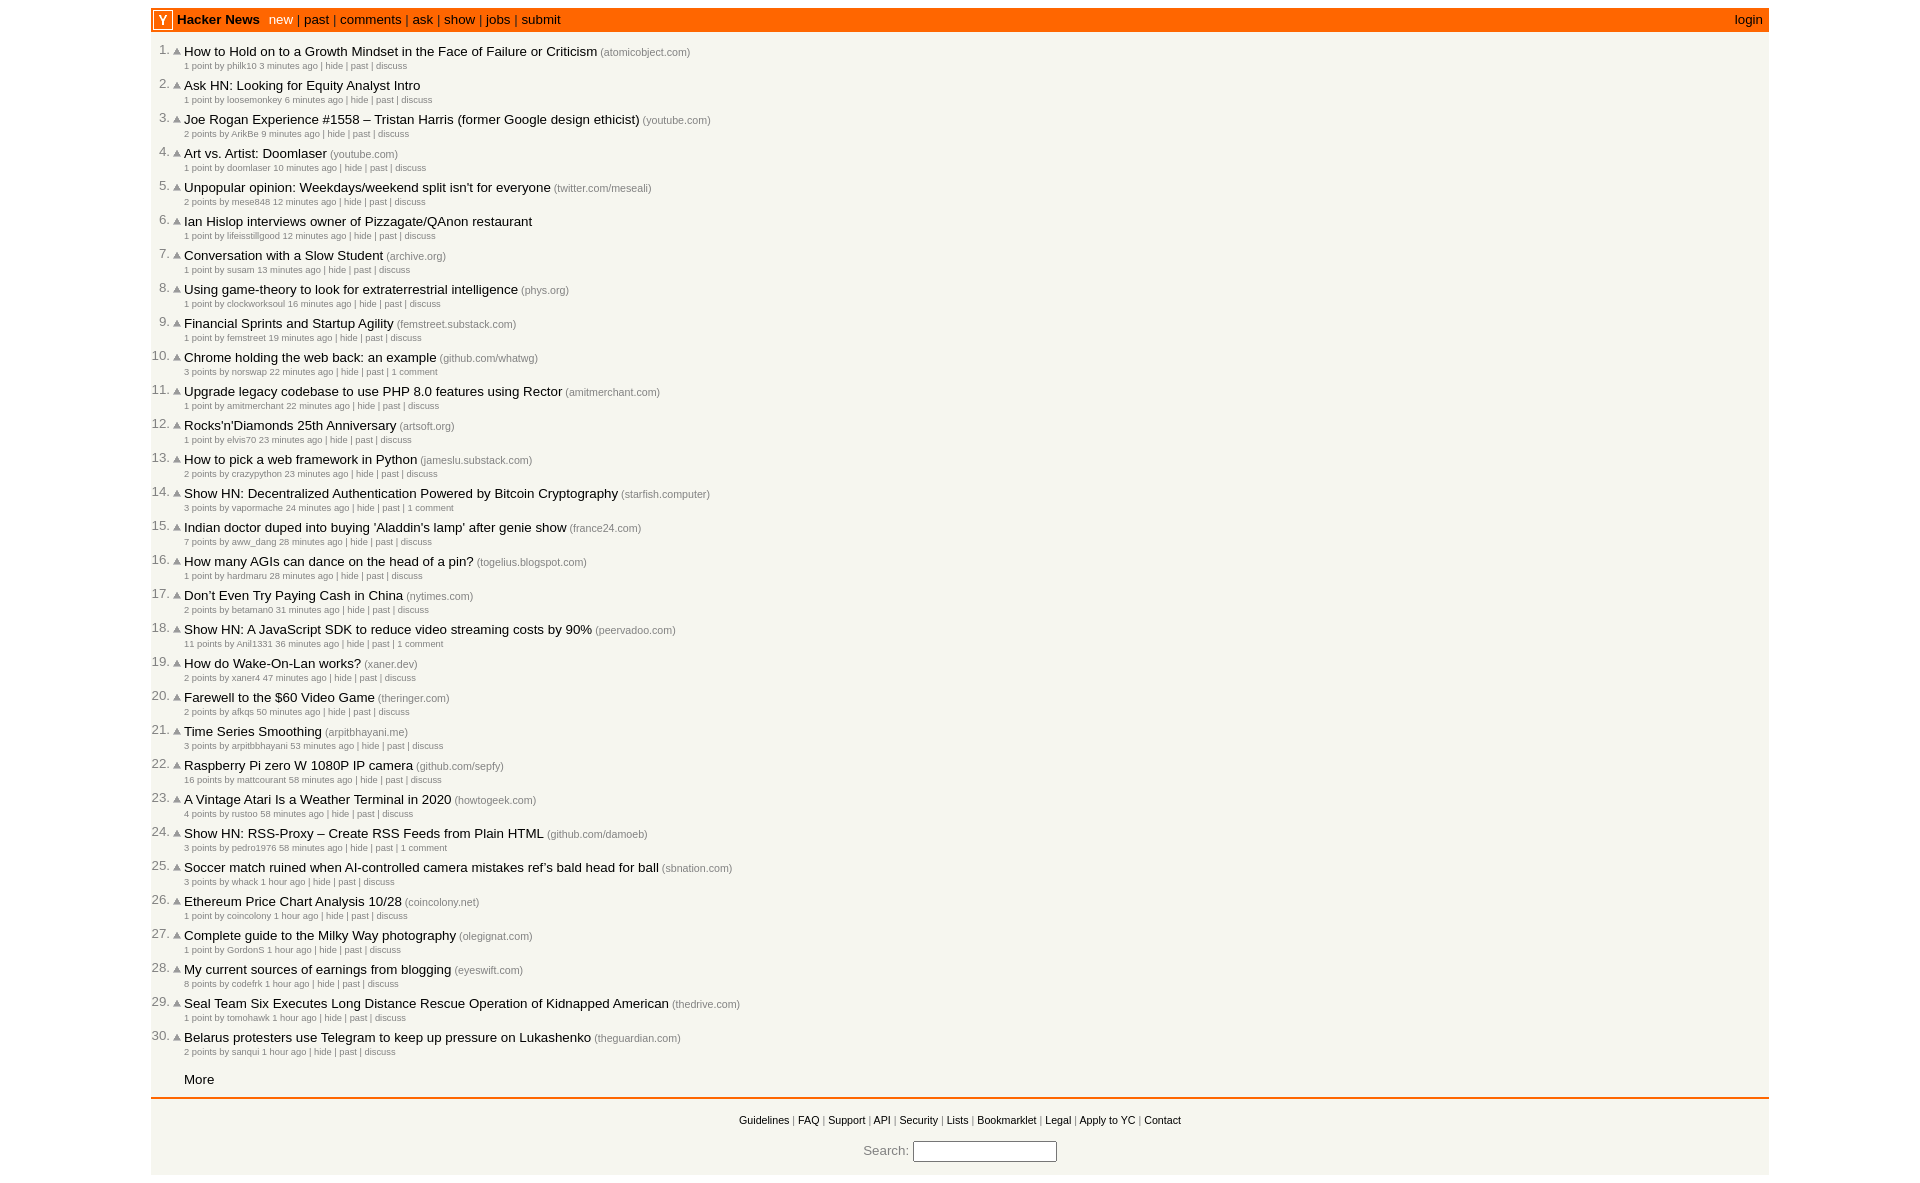 Y Hacker News new | past | comments | ask | show | jobs | submit login
1. How to Hold on to a Growth Mindset in the Face of Failure or Criticism (atomicobject.com)
1 point by philk10 3 minutes ago | hide | past | discuss
2. Ask HN: Looking for Equity Analyst Intro
1 point by loosemonkey 6 minutes ago | hide | past | discuss
3. Joe Rogan Experience #1558 – Tristan Harris (former Google design ethicist) (youtube.com)
2 points by ArikBe 9 minutes ago | hide | past | discuss
4. Art vs. Artist: Doomlaser (youtube.com)
1 point by doomlaser 10 minutes ago | hide | past | discuss
5. Unpopular opinion: Weekdays/weekend split isn't for everyone (twitter.com/meseali)
2 points by mese848 12 minutes ago | hide | past | discuss
6. Ian Hislop interviews owner of Pizzagate/QAnon restaurant
1 point by lifeisstillgood 12 minutes ago | hide | past | discuss
7. Conversation with a Slow Student (archive.org)
1 point by susam 13 minutes ago | hide | past | discuss
8. Using game-theory to look for extraterrestrial intelligence (phys.org)
1 point by clockworksoul 16 minutes ago | hide | past | discuss
9. Financial Sprints and Startup Agility (femstreet.substack.com)
1 point by femstreet 19 minutes ago | hide | past | discuss
10. Chrome holding the web back: an example (github.com/whatwg)
3 points by norswap 22 minutes ago | hide | past | 1 comment
11. Upgrade legacy codebase to use PHP 8.0 features using Rector (amitmerchant.com)
1 point by amitmerchant 22 minutes ago | hide | past | discuss
12. Rocks'n'Diamonds 25th Anniversary (artsoft.org)
1 point by elvis70 23 minutes ago | hide | past | discuss
13. How to pick a web framework in Python (jameslu.substack.com)
2 points by crazypython 23 minutes ago | hide | past | discuss
14. Show HN: Decentralized Authentication Powered by Bitcoin Cryptography (starfish.computer)
3 points by vapormache 24 minutes ago | hide | past | 1 comment
15. Indian doctor duped into buying 'Aladdin's lamp' after genie show (france24.com)
7 points by aww_dang 28 minutes ago | hide | past | discuss
16. How many AGIs can dance on the head of a pin? (togelius.blogspot.com)
1 point by hardmaru 28 minutes ago | hide | past | discuss
17. Don’t Even Try Paying Cash in China (nytimes.com)
2 points by betaman0 31 minutes ago | hide | past | discuss
18. Show HN: A JavaScript SDK to reduce video streaming costs by 90% (peervadoo.com)
11 points by Anil1331 36 minutes ago | hide | past | 1 comment
19. How do Wake-On-Lan works? (xaner.dev)
2 points by xaner4 47 minutes ago | hide | past | discuss
20. Farewell to the $60 Video Game (theringer.com)
2 points by afkqs 50 minutes ago | hide | past | discuss
21. Time Series Smoothing (arpitbhayani.me)
3 points by arpitbbhayani 53 minutes ago | hide | past | discuss
22. Raspberry Pi zero W 1080P IP camera (github.com/sepfy)
16 points by mattcourant 58 minutes ago | hide | past | discuss
23. A Vintage Atari Is a Weather Terminal in 2020 (howtogeek.com)
4 points by rustoo 58 minutes ago | hide | past | discuss
24. Show HN: RSS-Proxy – Create RSS Feeds from Plain HTML (github.com/damoeb)
3 points by pedro1976 58 minutes ago | hide | past | 1 comment
25. Soccer match ruined when AI-controlled camera mistakes ref’s bald head for ball (sbnation.com)
3 points by whack 1 hour ago | hide | past | discuss
26. Ethereum Price Chart Analysis 10/28 (coincolony.net)
1 point by coincolony 1 hour ago | hide | past | discuss
27. Complete guide to the Milky Way photography (olegignat.com)
1 point by GordonS 1 hour ago | hide | past | discuss
28. My current sources of earnings from blogging (eyeswift.com)
8 points by codefrk 1 hour ago | hide | past | discuss
29. Seal Team Six Executes Long Distance Rescue Operation of Kidnapped American (thedrive.com)
1 point by tomohawk 1 hour ago | hide | past | discuss
30. Belarus protesters use Telegram to keep up pressure on Lukashenko (theguardian.com)
2 points by sanqui 1 hour ago | hide | past | discuss
More
Guidelines | FAQ | Support | API | Security | Lists | Bookmarklet | Legal | Apply to YC | Contact
Search: